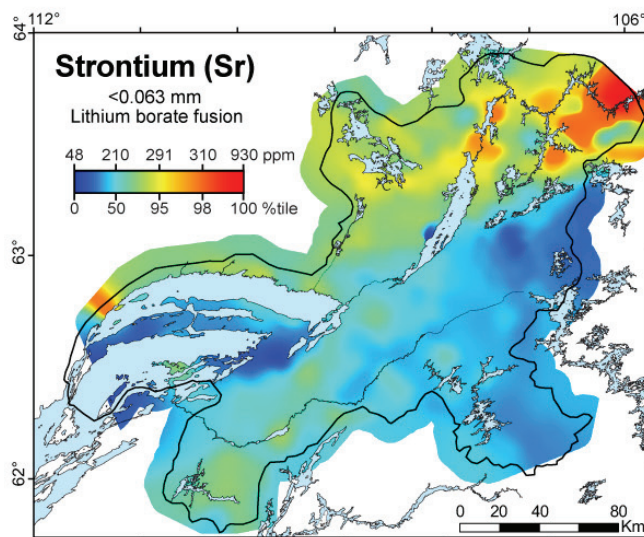 112°
106°
64°
Strontium (Sr)
<0.063 mm
Lithium borate fusion
48 210 291 310 930 ppm
0 50 95 98 100 %tile
63°
62°
0 20 40 60 80
Km